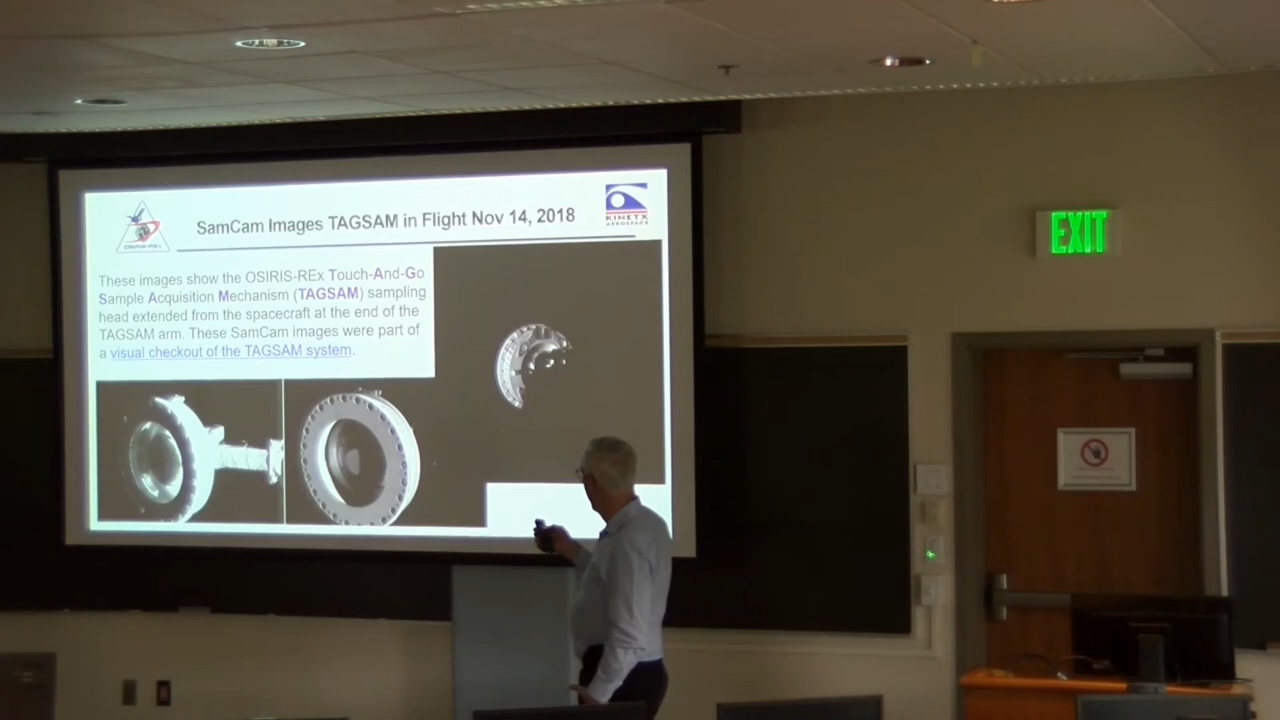 SamCam Images TAGSAM in Flight Nov 14, 2018
KINETX
AEROSPACE
These images show the OSIRIS-REx Touch-And-Go
Sample Acquisition Mechanism (TAGSAM) sampling
head extended from the spacecraft at the end of the
TAGSAM arm. These SamCam images were part of
a visual checkout of the TAGSAM system.
EXIT